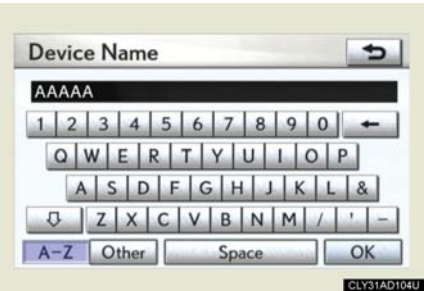 Device Name
AAAAA
1 2 3 4 5 6 7 8 9 0
Q W E R T Y U I O P
A S D F G H J K L &
Z X C V B N M / ' -
A-Z Other Space OK
CLY31AD104U